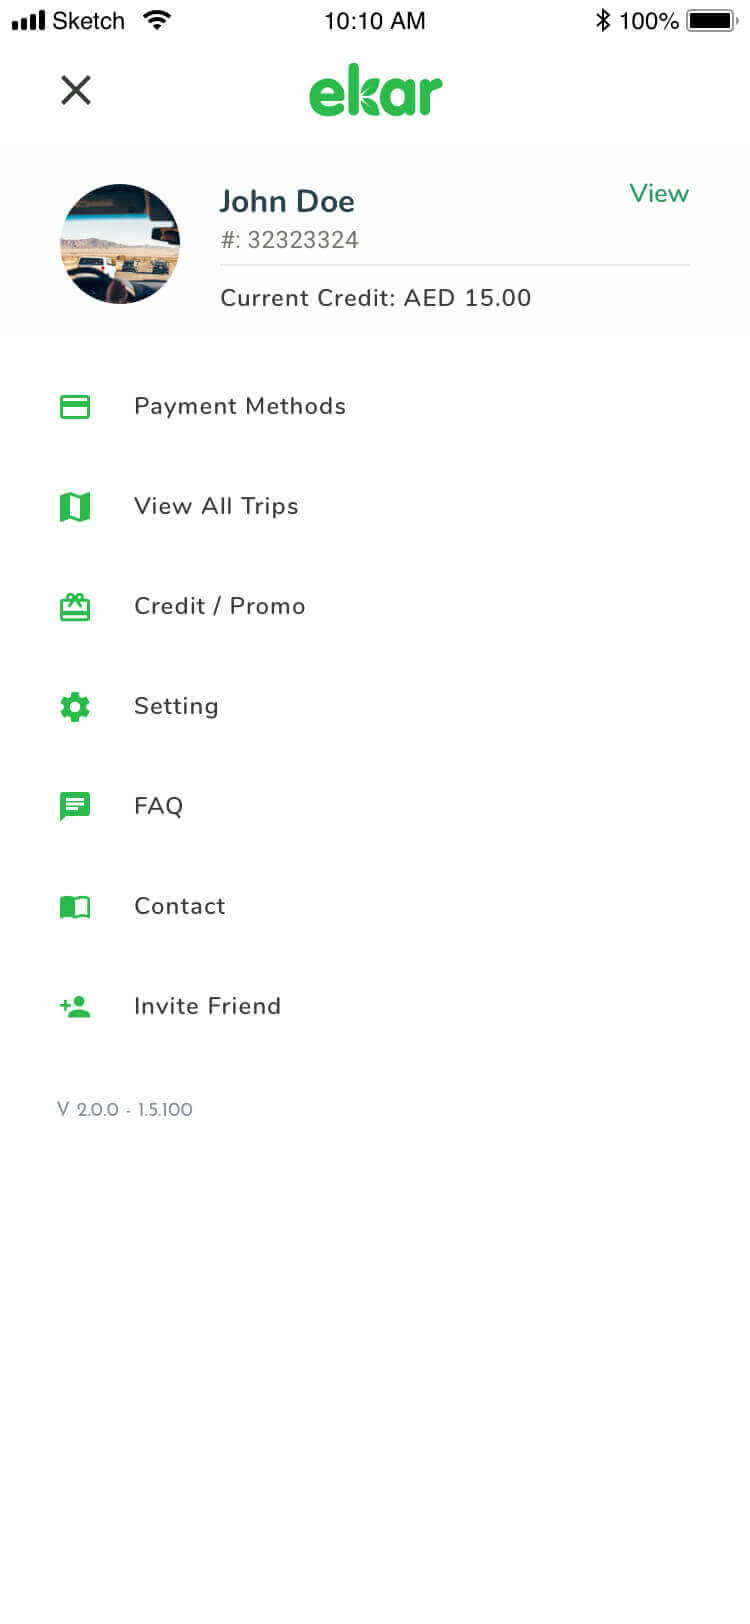 Sketch 10:10 AM 100%
ekar
John Doe View
#: 32323324
Current Credit: AED 15.00
Payment Methods
View All Trips
Credit / Promo
Setting
FAQ
Contact
Invite Friend
V 2.0.0 - 1.5.100